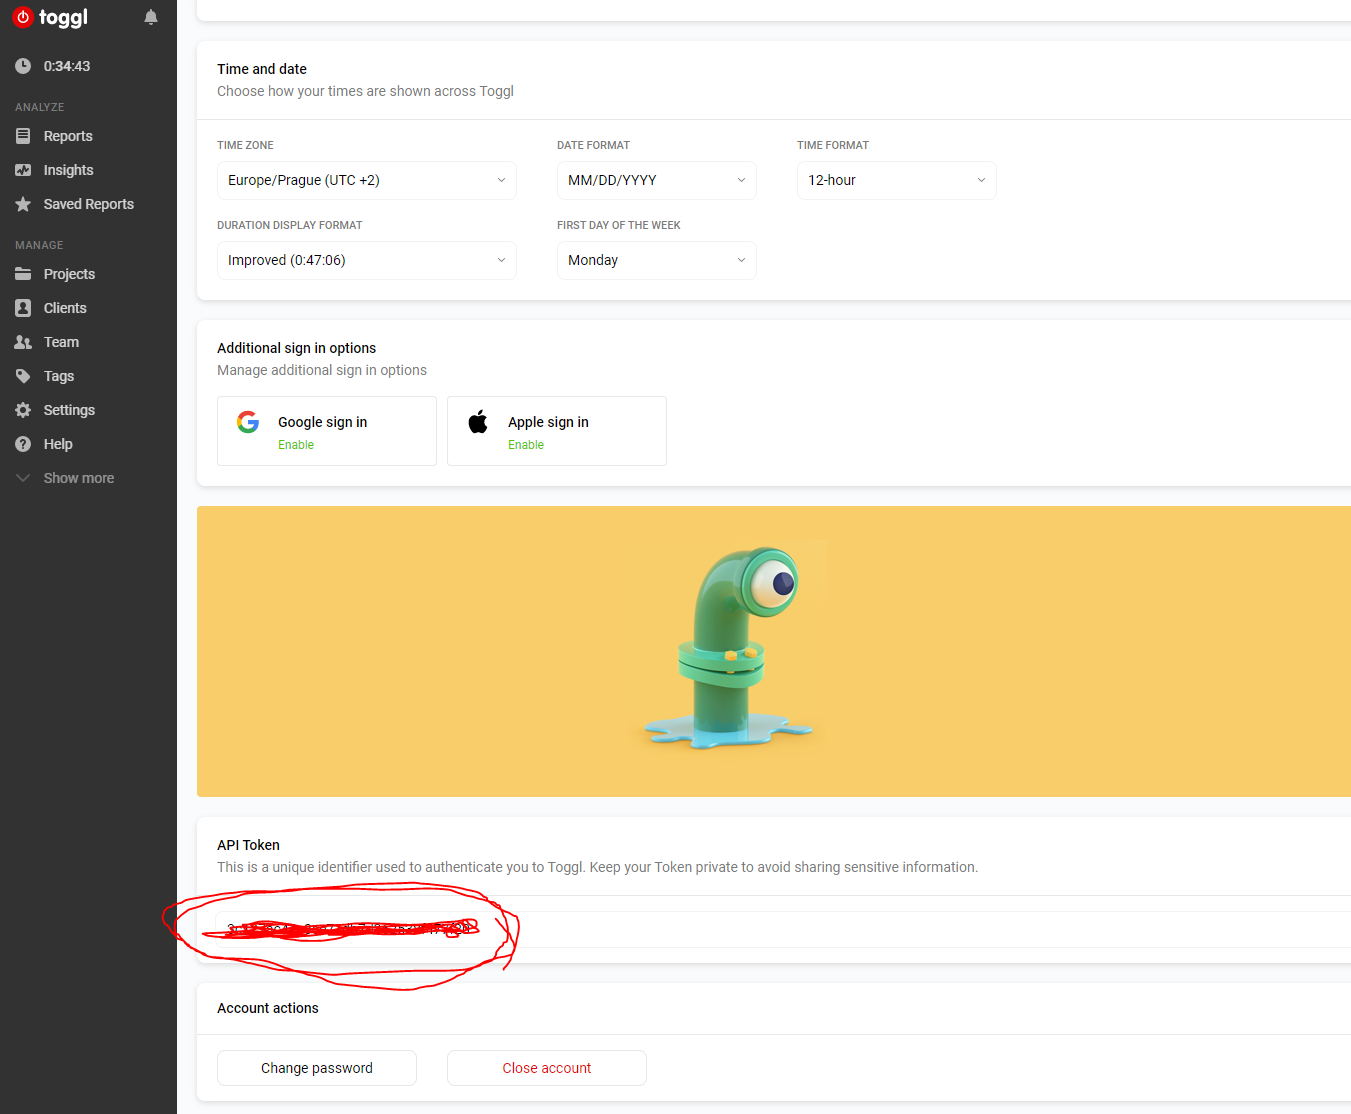 toggl
0:34:43
ANALYZE
Reports
Insights
Saved Reports
MANAGE
Projects
Clients
Team
Tags
Settings
Help
Show more
Time and date
Choose how your times are shown across Toggl
TIME ZONE
DATE FORMAT
TIME FORMAT
Europe/Prague (UTC +2)
MM/DD/YYYY
12-hour
DURATION DISPLAY FORMAT
FIRST DAY OF THE WEEK
Improved (0:47:06)
Monday
Additional sign in options
Manage additional sign in options
Google sign in
Enable
Apple sign in
Enable
API Token
This is a unique identifier used to authenticate you to Toggl. Keep your Token private to avoid sharing sensitive information.
Account actions
Change password
Close account